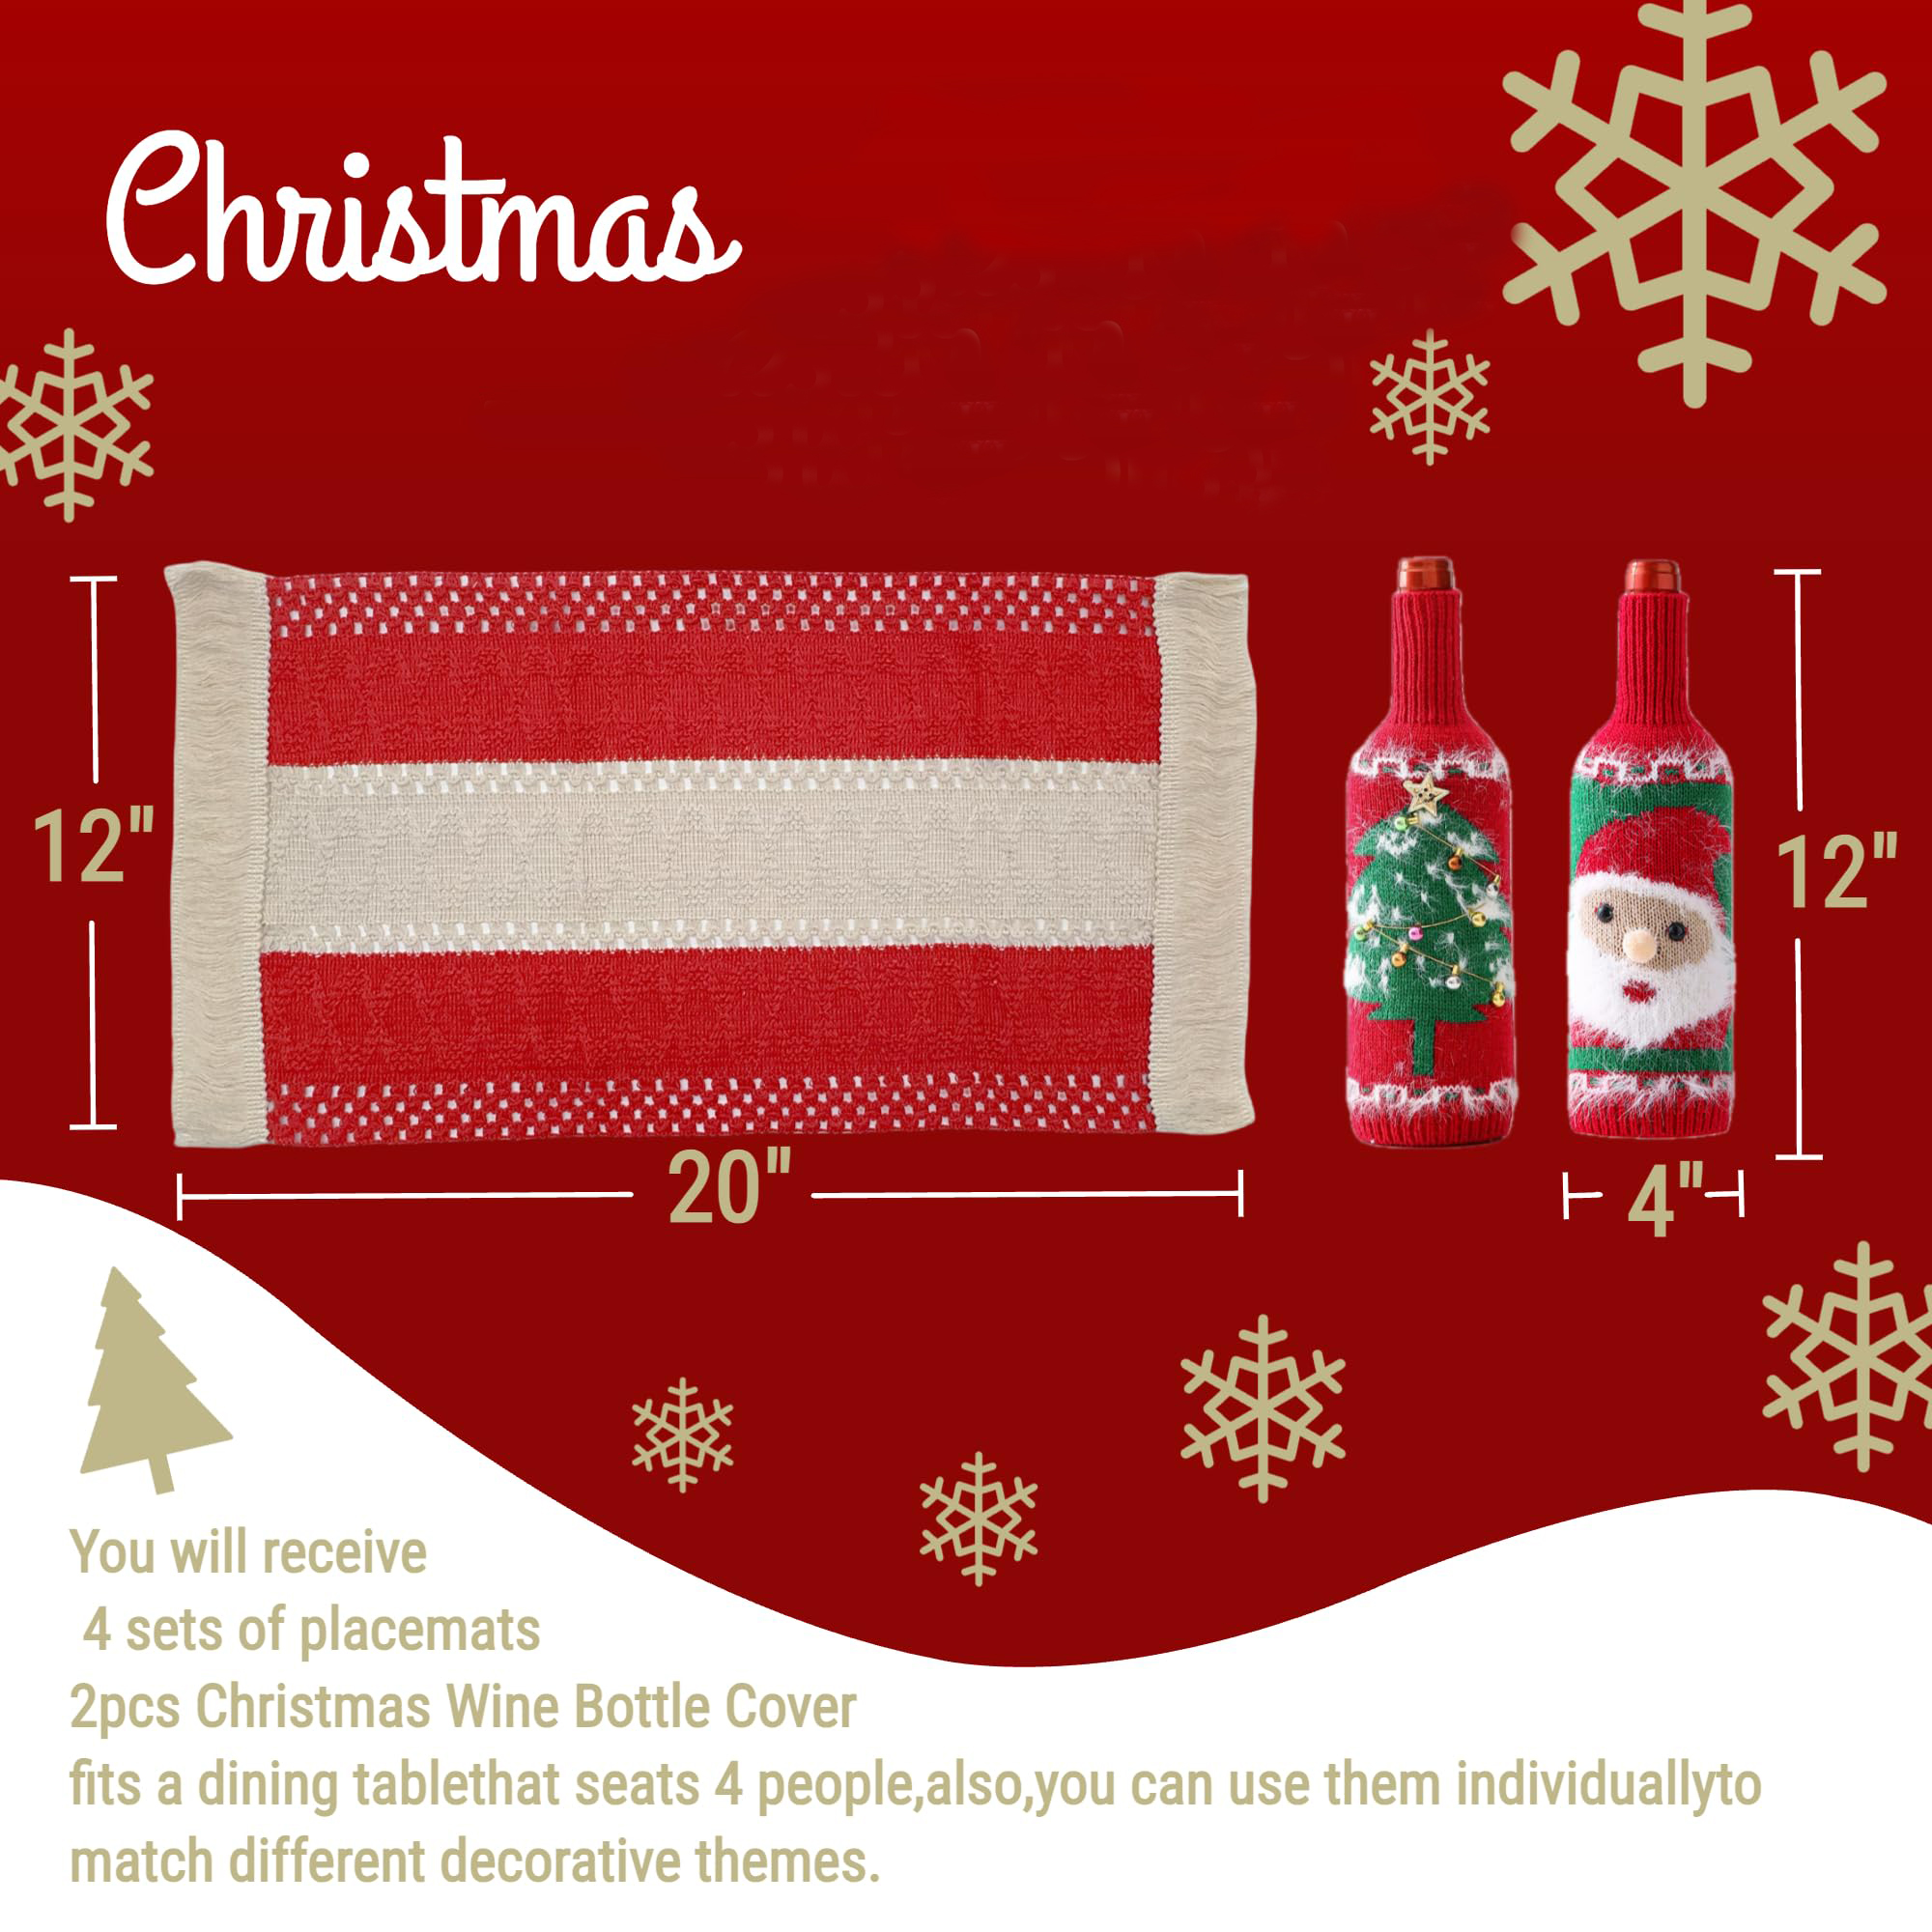 Christmas
12"
12"
20"
4"
You will receive
4 sets of placemats
2pcs Christmas Wine Bottle Cover
fits a dining tablethat seats 4 people,also,you can use them individuallyto
match different decorative themes.